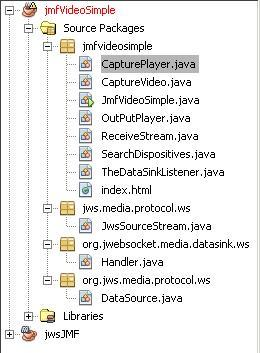 jmfVideoSimple
Source Packages
jmfvideosimple
CapturePlayer.java
CaptureVideo.java
JmfVideoSimple.java
OutPutPlayer.java
ReceiveStream.java
SearchDispositives.java
TheDataSinkListener.java
index.html
jws.media.protocol.ws
JwsSourceStream.java
org.jwebsocket.media.datasink.ws
Handler.java
org.jws.media.protocol.ws
DataSource.java
Libraries
jwsJMF